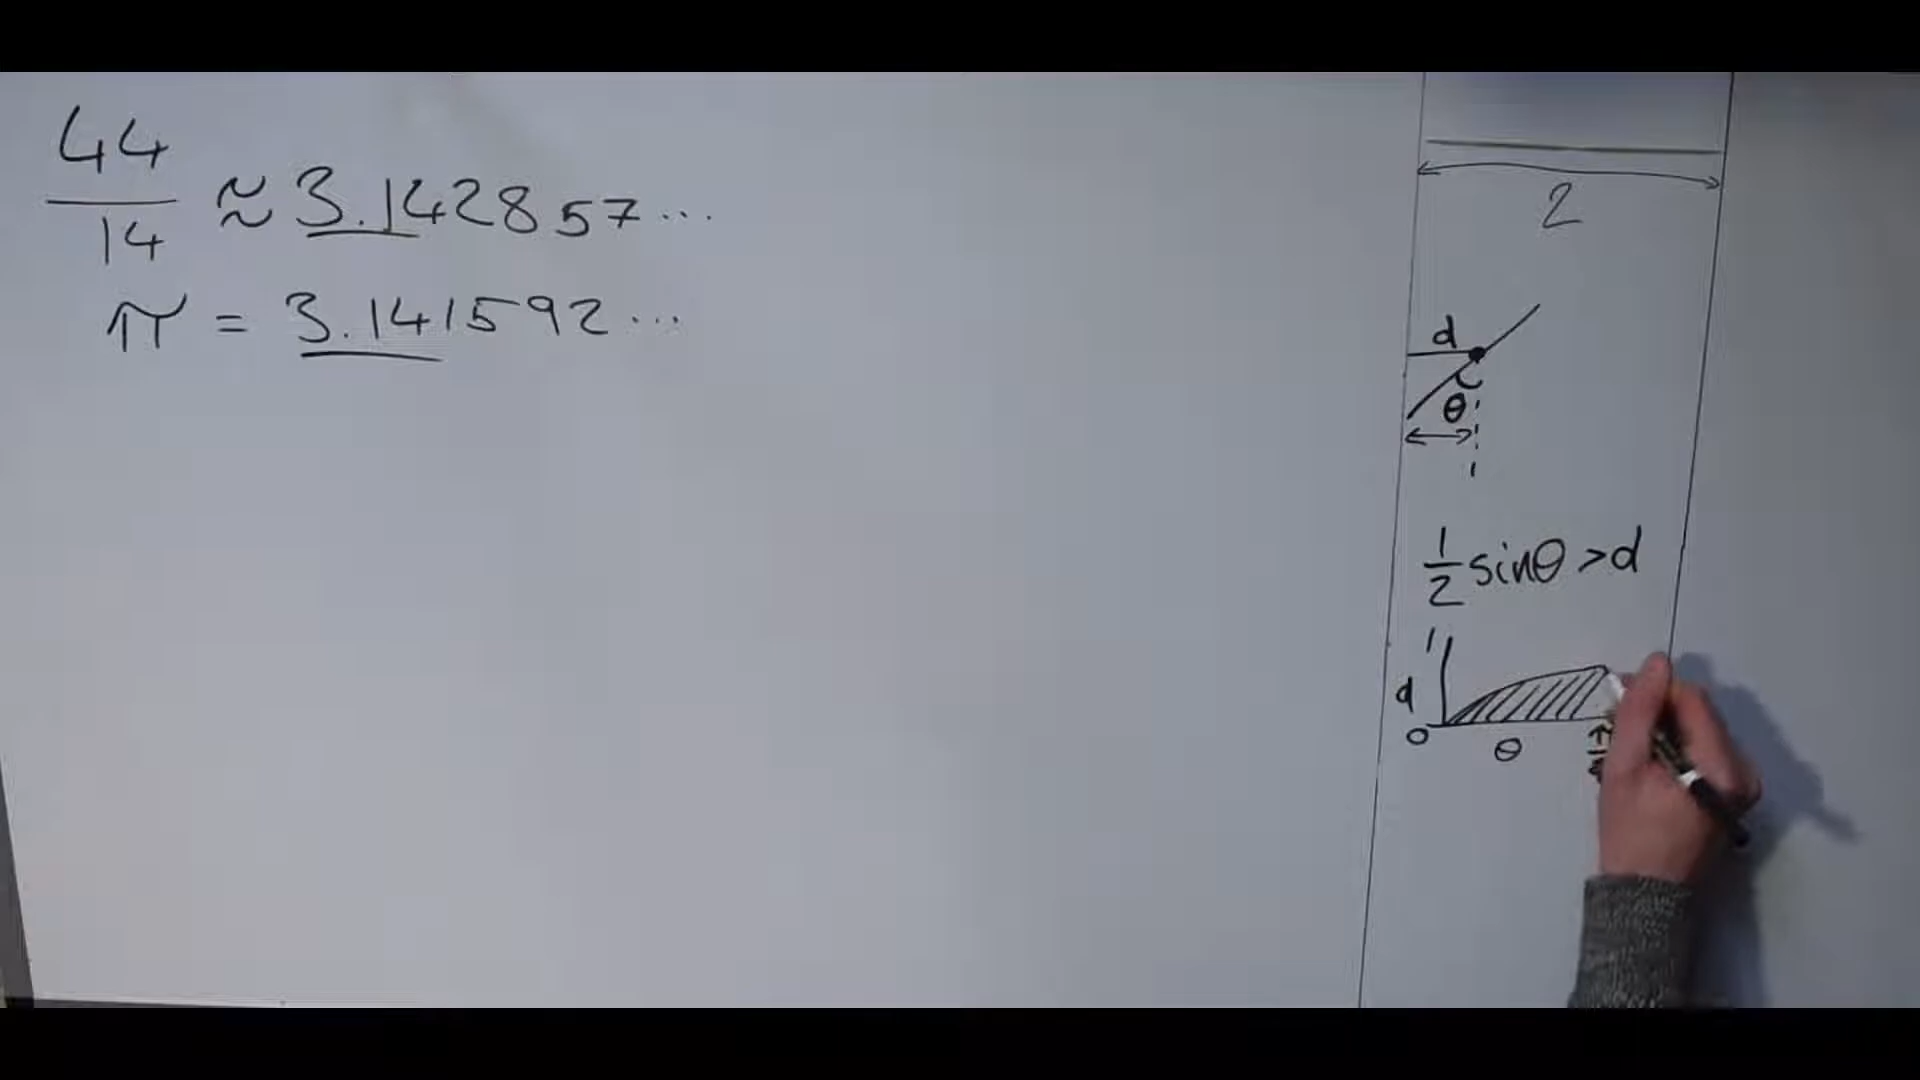 44
14
≈ 3.142857...
π = 3.141592...
2
d
θ
1/2 sinθ > d
1
d
0
θ
π